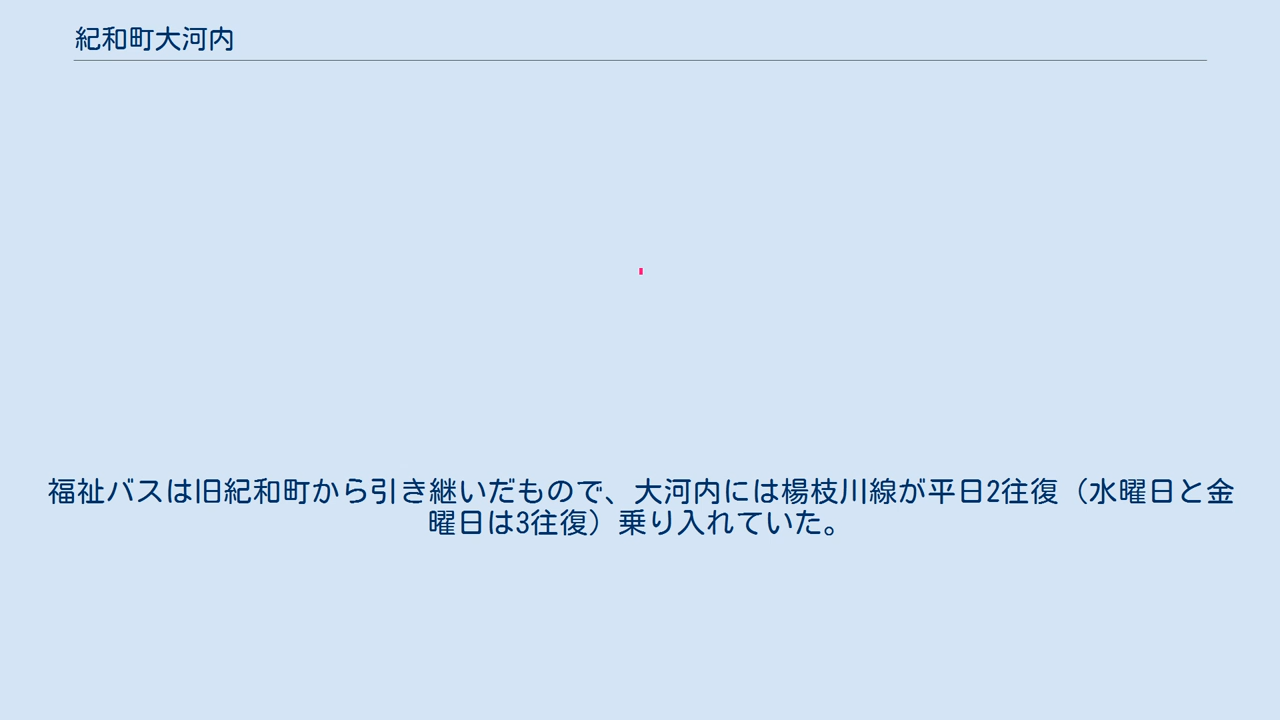 紀和町大河内
福祉バスは旧紀和町から引き継いだもので、大河内には楊枝川線が平日2往復（水曜日と金
曜日は3往復）乗り入れていた。